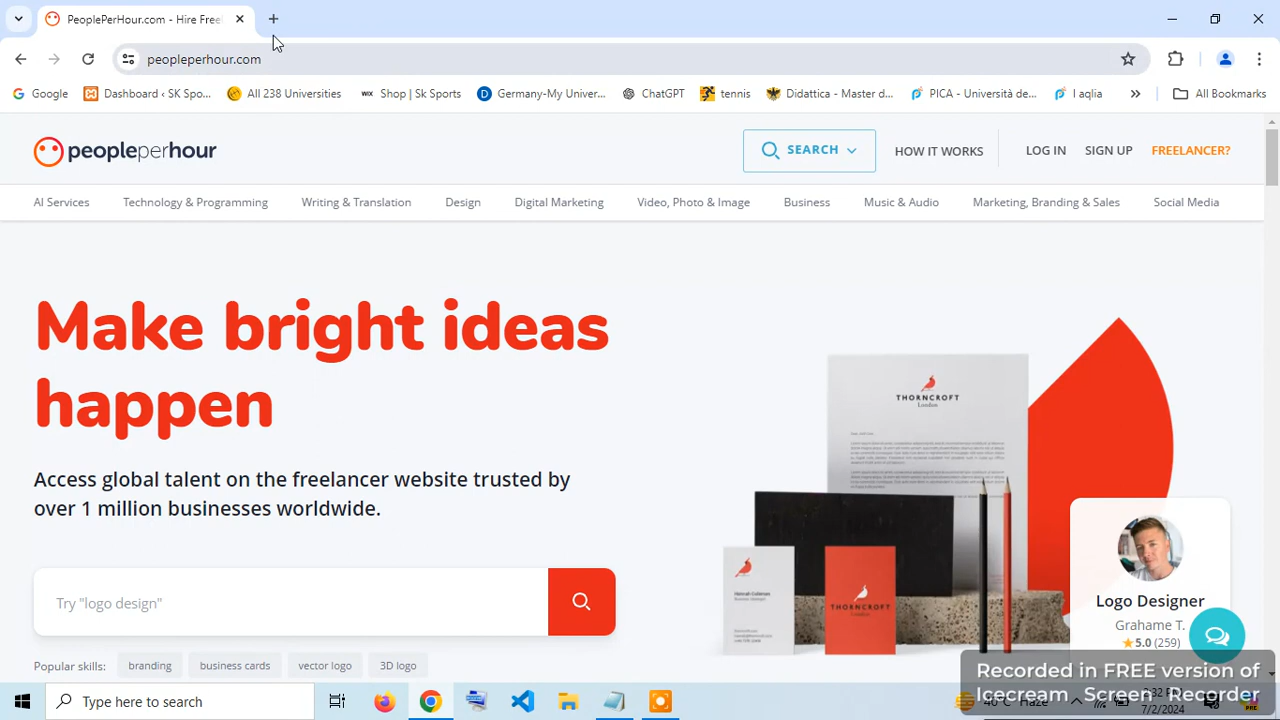 PeoplePerHour.com - Hire Free
peopleperhour.com
Google
Dashboard ‹ SK Spo...
All 238 Universities
WIX Shop | Sk Sports
Germany-My Univer...
ChatGPT
tennis
Didattica - Master d...
PICA - Università de...
I aqlia
All Bookmarks
peopleperhour
SEARCH
HOW IT WORKS
LOG IN
SIGN UP
FREELANCER?
AI Services
Technology & Programming
Writing & Translation
Design
Digital Marketing
Video, Photo & Image
Business
Music & Audio
Marketing, Branding & Sales
Social Media
Make bright ideas
happen
Access global talent on the freelancer website trusted by
over 1 million businesses worldwide.
THORNCROFT
London
Hannah Coleman
THORNCROFT
Try "logo design"
Logo Designer
Grahame T.
5.0 (259)
Popular skills:
branding
business cards
vector logo
3D logo
Recorded in FREE version of
Icecream Screen Recorder
Type here to search
Haze
7/2/2024